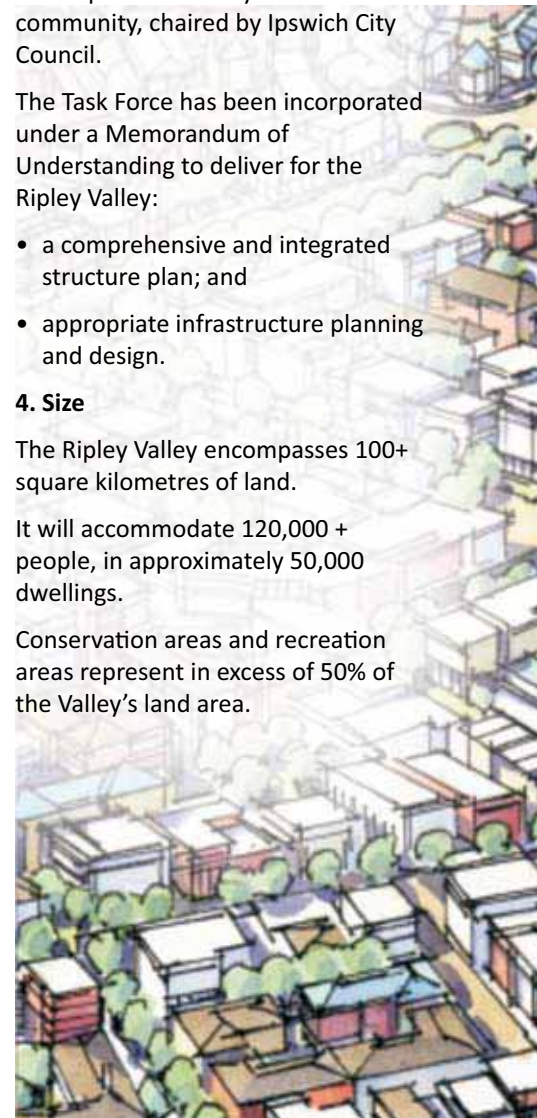 community, chaired by Ipswich City
Council.
The Task Force has been incorporated
under a Memorandum of
Understanding to deliver for the
Ripley Valley:
• a comprehensive and integrated
structure plan; and
• appropriate infrastructure planning
and design.
4. Size
The Ripley Valley encompasses 100+
square kilometres of land.
It will accommodate 120,000 +
people, in approximately 50,000
dwellings.
Conservation areas and recreation
areas represent in excess of 50% of
the Valley’s land area.